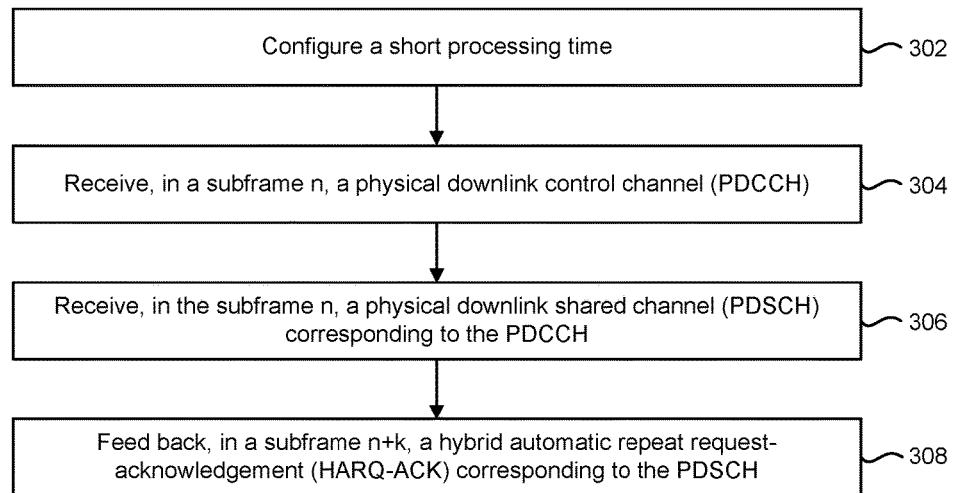 Configure a short processing time
302
Receive, in a subframe n, a physical downlink control channel (PDCCH)
304
Receive, in the subframe n, a physical downlink shared channel (PDSCH)
corresponding to the PDCCH
306
Feed back, in a subframe n+k, a hybrid automatic repeat request-
acknowledgement (HARQ-ACK) corresponding to the PDSCH
308